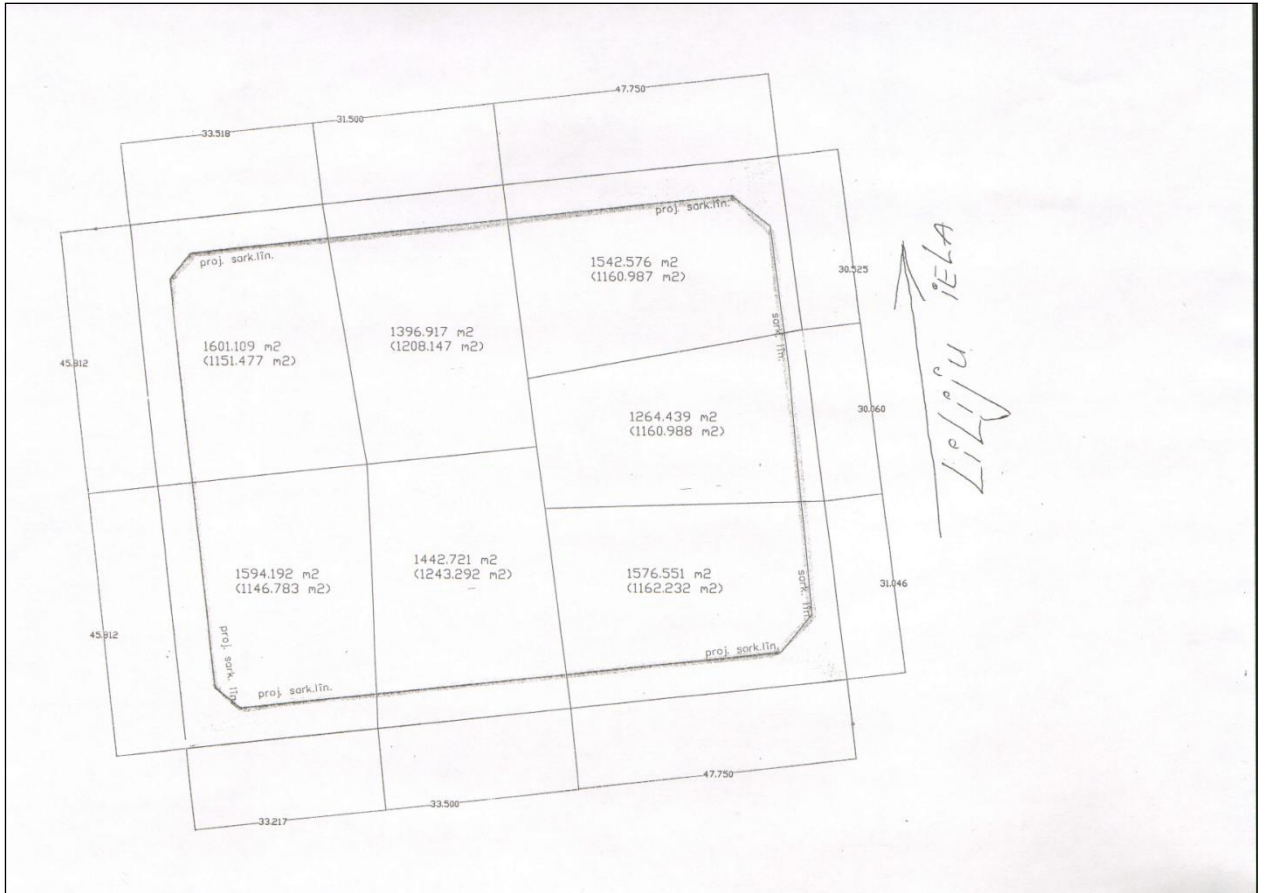 47.750
31.500
33.518
proj. sark.līn.
proj. sark.līn.
1542.576 m2
(1160.987 m2)
30.525
LiLiju iELA
1396.917 m2
(1208.147 m2)
1601.109 m2
(1151.477 m2)
sark. līn.
45.812
1264.439 m2
(1160.988 m2)
30.060
1442.721 m2
(1243.292 m2)
1594.192 m2
(1146.783 m2)
1576.551 m2
(1162.232 m2)
sark. līn.
31.046
45.812
proj. sark. līn.
proj. sark.līn.
proj. sark.līn.
47.750
33.500
33.217